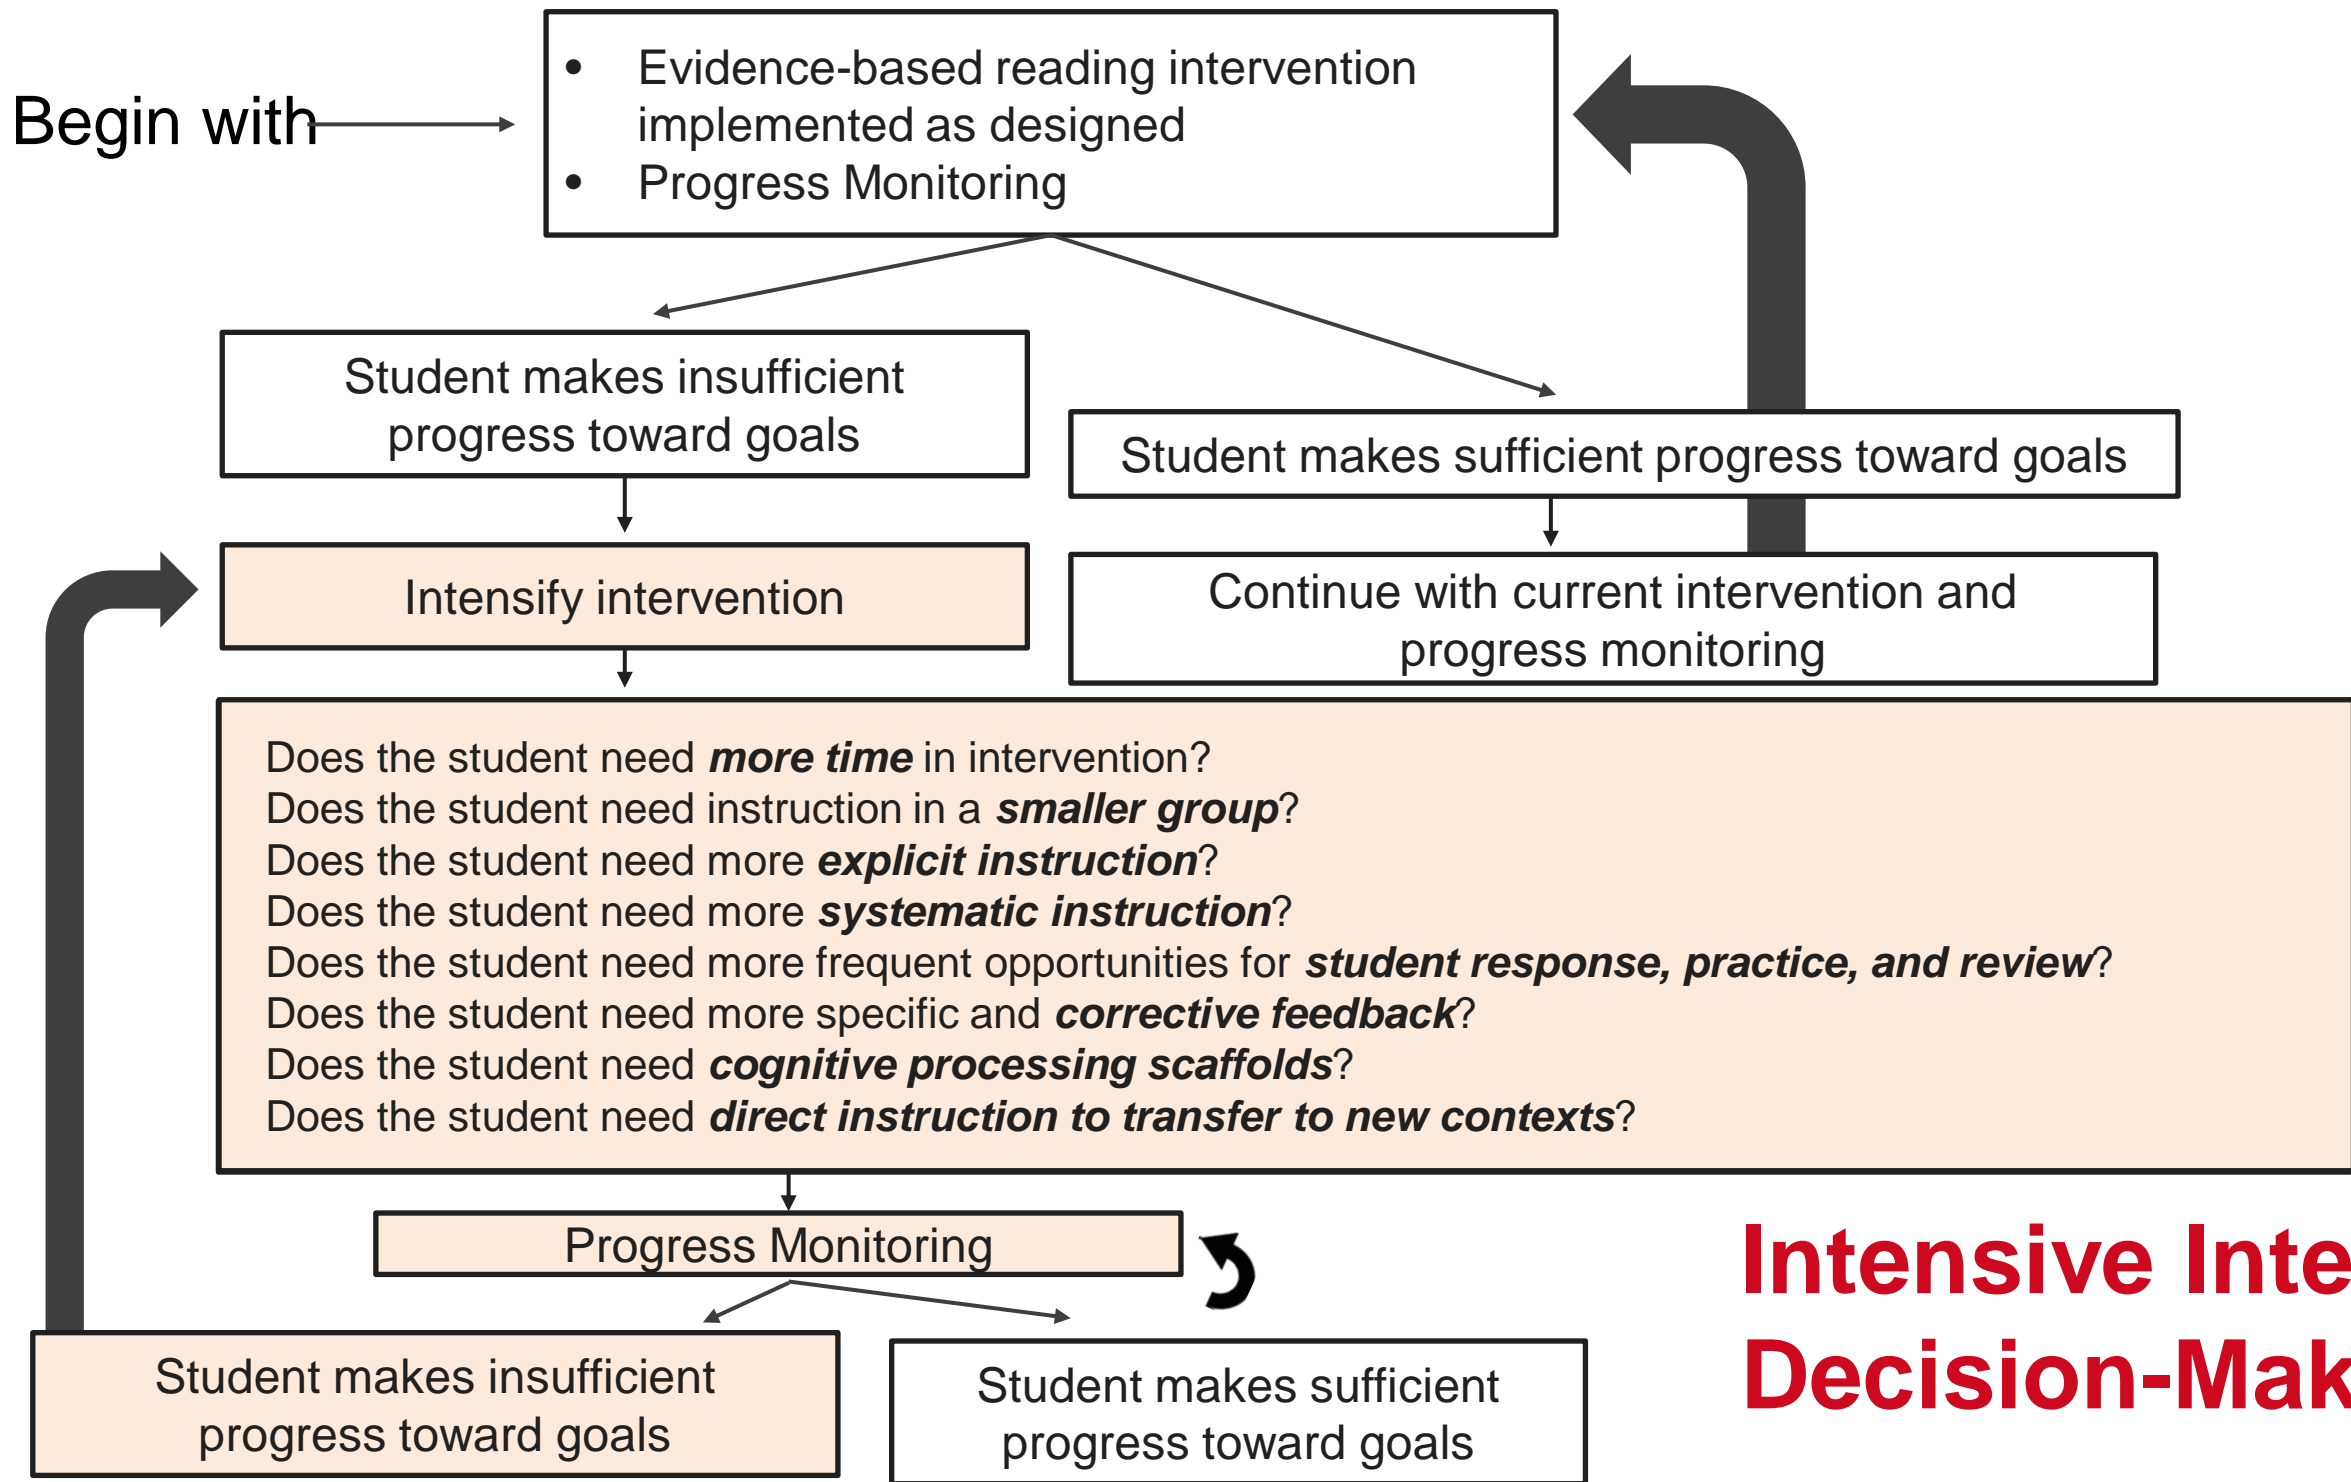 Begin with
• Evidence-based reading intervention
implemented as designed
• Progress Monitoring
Student makes insufficient
progress toward goals
Student makes sufficient progress toward goals
Intensify intervention
Continue with current intervention and
progress monitoring
Does the student need more time in intervention?
Does the student need instruction in a smaller group?
Does the student need more explicit instruction?
Does the student need more systematic instruction?
Does the student need more frequent opportunities for student response, practice, and review?
Does the student need more specific and corrective feedback?
Does the student need cognitive processing scaffolds?
Does the student need direct instruction to transfer to new contexts?
Progress Monitoring
Student makes insufficient
progress toward goals
Student makes sufficient
progress toward goals
Intensive Inte
Decision-Mak